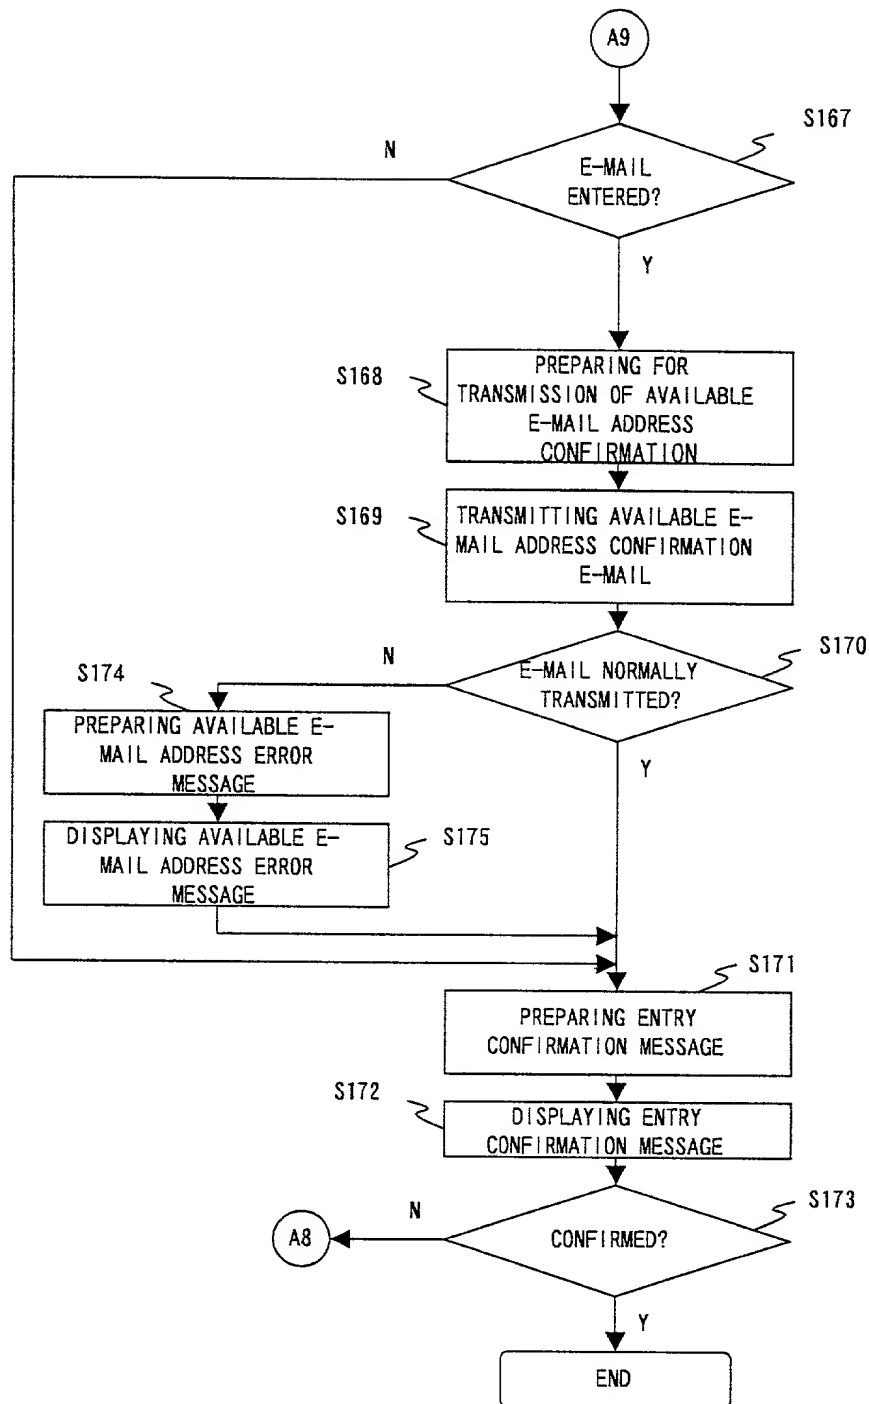 A9
S167
N
E-MAIL
ENTERED?
Y
S168
PREPARING FOR
TRANSMISSION OF AVAILABLE
E-MAIL ADDRESS
CONFIRMATION
S169
TRANSMITTING AVAILABLE E-
MAIL ADDRESS CONFIRMATION
E-MAIL
S170
N
E-MAIL NORMALLY
TRANSMITTED?
S174
PREPARING AVAILABLE E-
MAIL ADDRESS ERROR
MESSAGE
Y
DISPLAYING AVAILABLE E-
MAIL ADDRESS ERROR
MESSAGE
S175
S171
PREPARING ENTRY
CONFIRMATION MESSAGE
S172
DISPLAYING ENTRY
CONFIRMATION MESSAGE
S173
N
A8
CONFIRMED?
Y
END